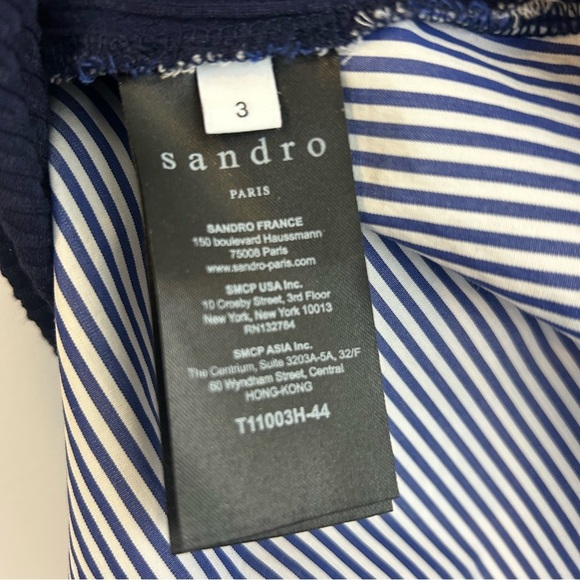 3
sandro
PARIS
SANDRO FRANCE
150 boulevard Haussmann
75008 Paris
www.sandro-paris.com
SMCP USA Inc.
10 Crosby Street, 3rd Floor
New York, New York 10013
RN132784
SMCP ASIA Inc.
The Centrium, Suite 3203A-5A, 32/F
60 Wyndham Street, Central
HONG-KONG
T11003H-44